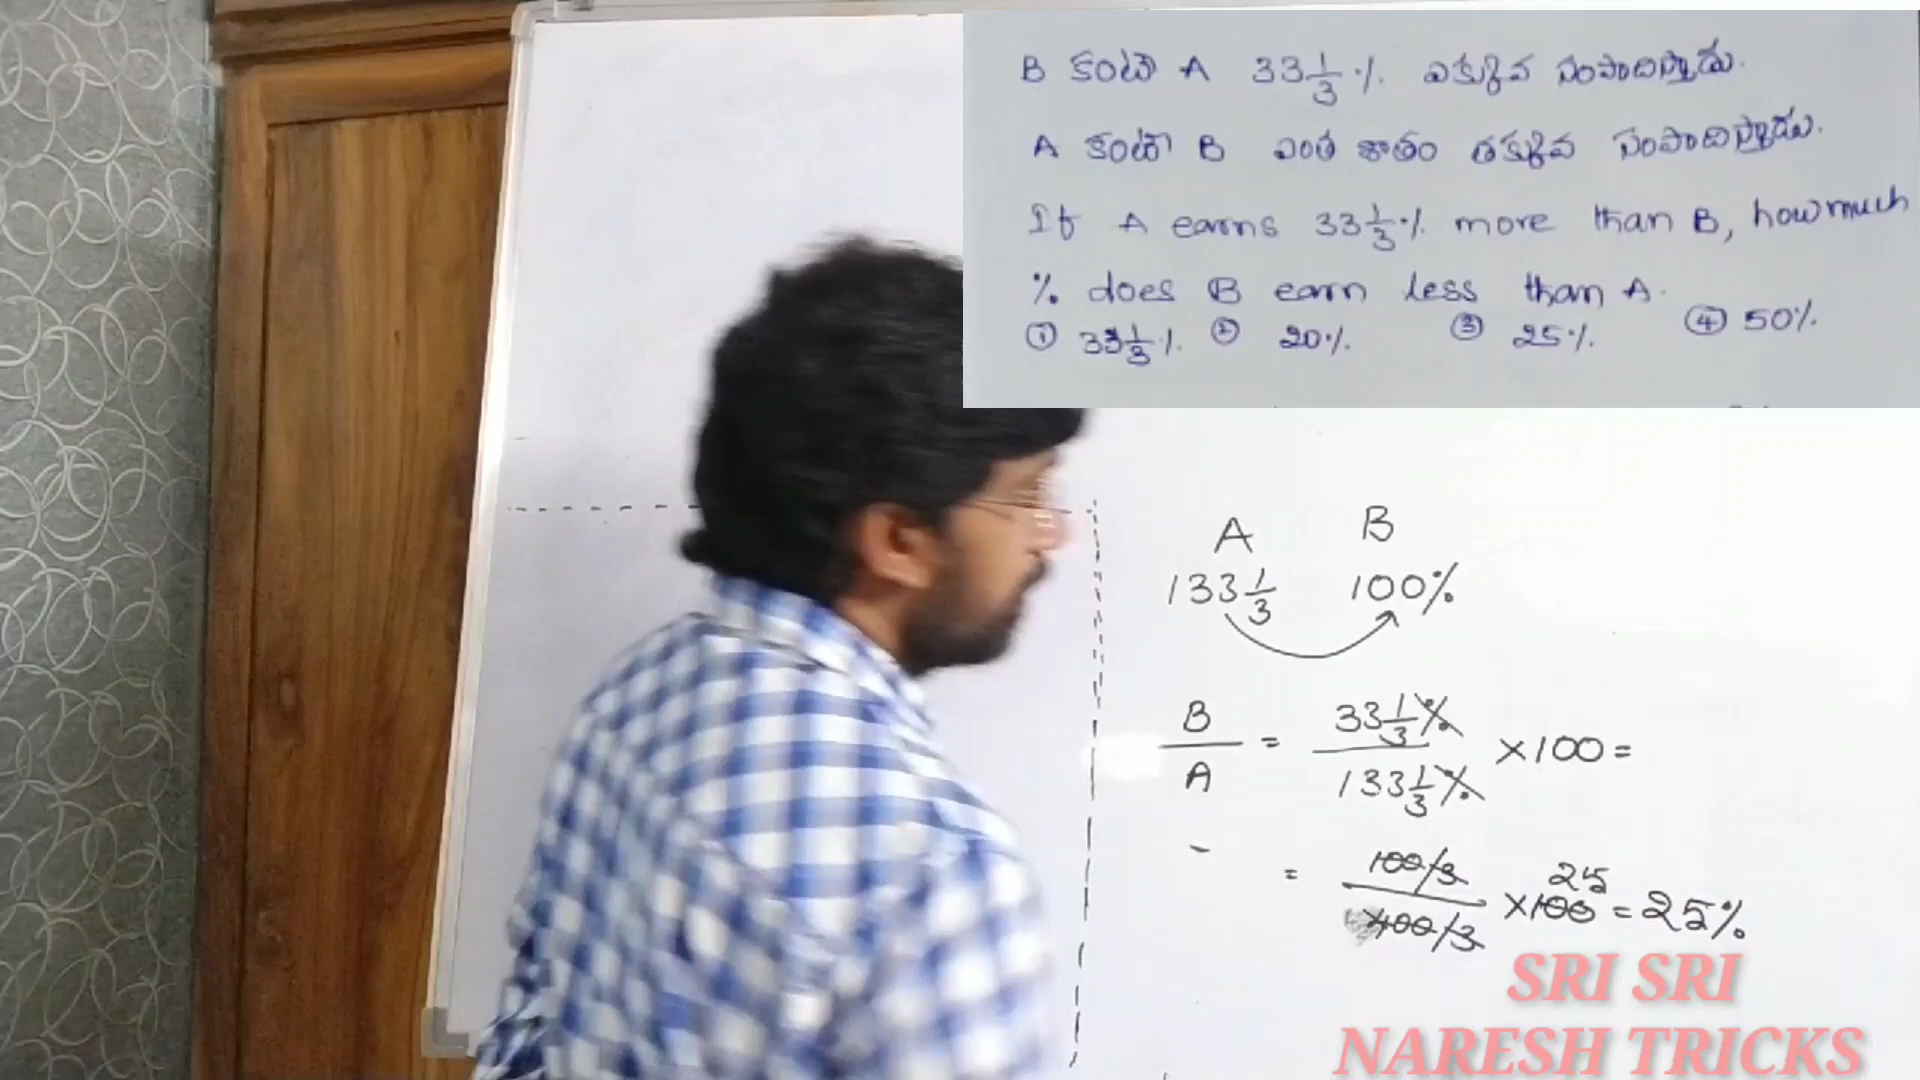 B కంటే A 33 1/3 % ఎక్కువ సంపాదిస్తాడు.
A కంటే B ఎంత శాతం తక్కువ సంపాదిస్తాడు.
If A earns 33 1/3 % more than B, how much
% does B earn less than A.
① 33 1/3 %. ② 20%. ③ 25%. ④ 50%.
A B
133 1/3 100%
B/A = 33 1/3 % / 133 1/3 % ×100 =
= 100/3 / 400/3 ×100 = 25%
25
SRI SRI
NARESH TRICKS